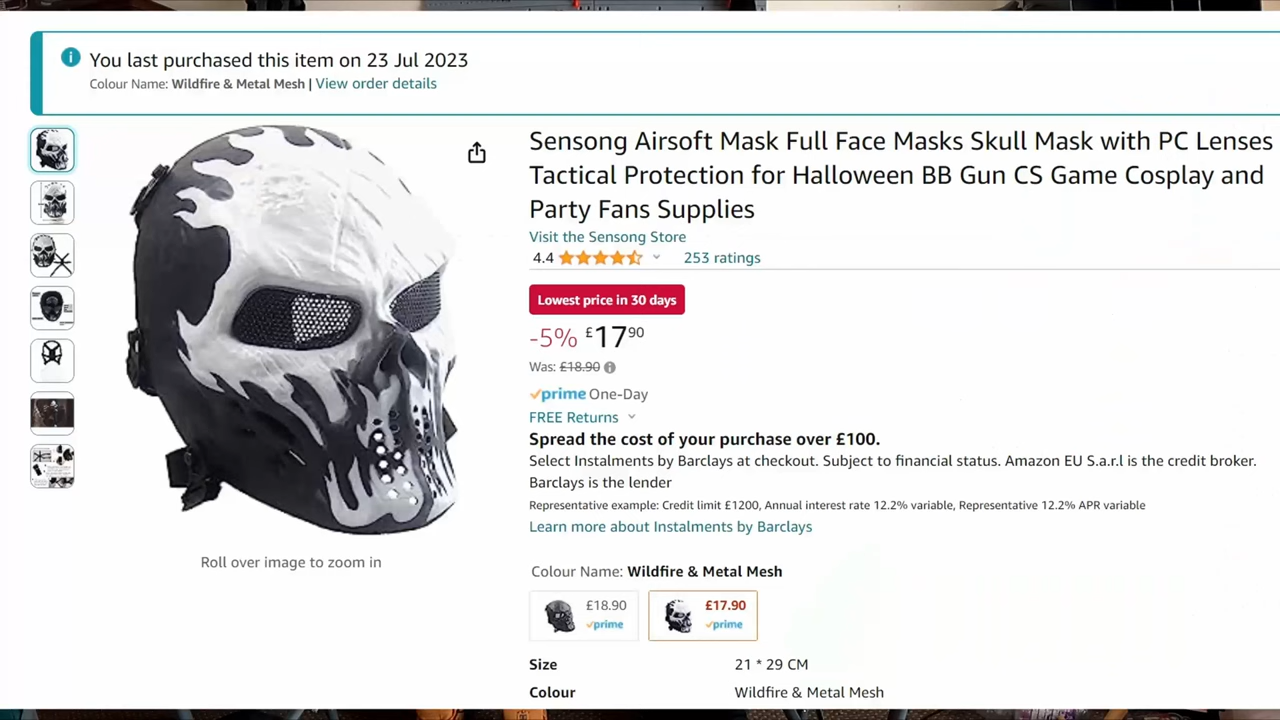 You last purchased this item on 23 Jul 2023
Colour Name: Wildfire & Metal Mesh | View order details
Sensong Airsoft Mask Full Face Masks Skull Mask with PC Lenses
Tactical Protection for Halloween BB Gun CS Game Cosplay and
Party Fans Supplies
Visit the Sensong Store
4.4 253 ratings
Lowest price in 30 days
-5% £17 90
Was: £18.90
prime One-Day
FREE Returns
Spread the cost of your purchase over £100.
Select Instalments by Barclays at checkout. Subject to financial status. Amazon EU S.a.r.l is the credit broker.
Barclays is the lender
Representative example: Credit limit £1200, Annual interest rate 12.2% variable, Representative 12.2% APR variable
Learn more about Instalments by Barclays
Roll over image to zoom in
Colour Name: Wildfire & Metal Mesh
£18.90 £17.90
prime prime
Size 21 * 29 CM
Colour Wildfire & Metal Mesh